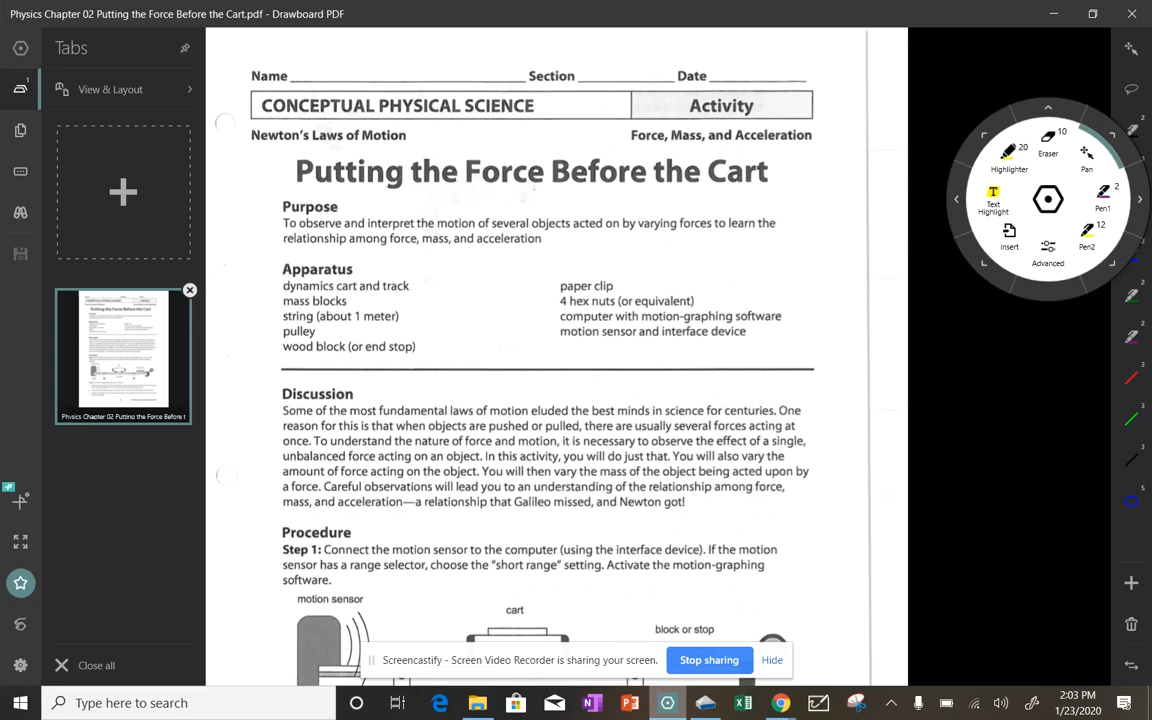 Physics Chapter 02 Putting the Force Before the Cart.pdf - Drawboard PDF
Tabs
View & Layout
Physics Chapter 02 Putting the Force Before t
Close all
Name Section Date
CONCEPTUAL PHYSICAL SCIENCE Activity
Newton's Laws of Motion Force, Mass, and Acceleration
Putting the Force Before the Cart
Purpose
To observe and interpret the motion of several objects acted on by varying forces to learn the
relationship among force, mass, and acceleration
Apparatus
dynamics cart and track
mass blocks
string (about 1 meter)
pulley
wood block (or end stop)
paper clip
4 hex nuts (or equivalent)
computer with motion-graphing software
motion sensor and interface device
Discussion
Some of the most fundamental laws of motion eluded the best minds in science for centuries. One
reason for this is that when objects are pushed or pulled, there are usually several forces acting at
once. To understand the nature of force and motion, it is necessary to observe the effect of a single,
unbalanced force acting on an object. In this activity, you will do just that. You will also vary the
amount of force acting on the object. You will then vary the mass of the object being acted upon by
a force. Careful observations will lead you to an understanding of the relationship among force,
mass, and acceleration—a relationship that Galileo missed, and Newton got!
Procedure
Step 1: Connect the motion sensor to the computer (using the interface device). If the motion
sensor has a range selector, choose the "short range" setting. Activate the motion-graphing
software.
motion sensor
cart
block or stop
Screencastify - Screen Video Recorder is sharing your screen.
Stop sharing
Hide
10
Eraser
20
Highlighter
Pan
T
Text
Highlight
2
Pen1
Insert
12
Pen2
Advanced
Type here to search
2:03 PM
1/23/2020